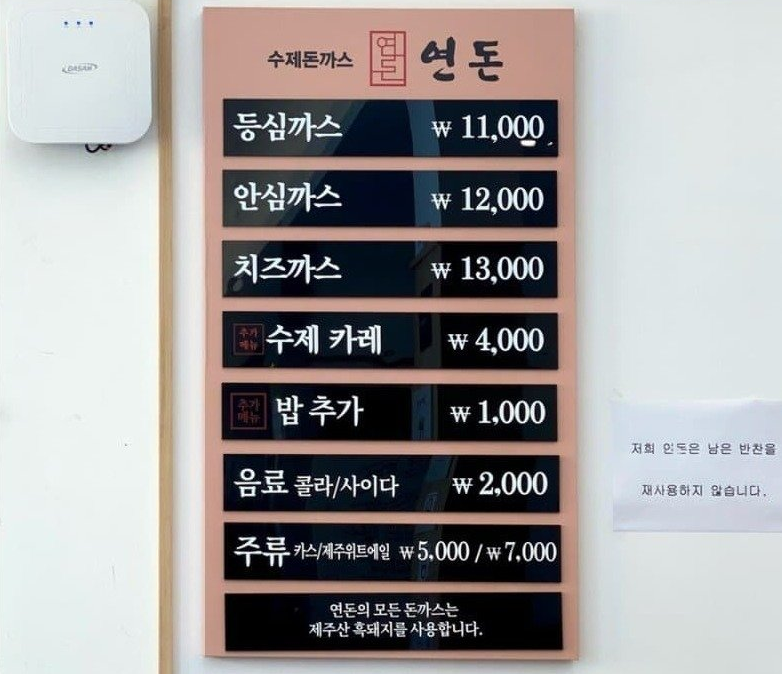 DASAN
수제돈까스 연돈 연돈
등심까스 ₩ 11,000
안심까스 ₩ 12,000
치즈까스 ₩ 13,000
추가메뉴 수제 카레 ₩ 4,000
추가메뉴 밥 추가 ₩ 1,000
음료 콜라/사이다 ₩ 2,000
주류 카스/제주위트에일 ₩5,000 / ₩7,000
연돈의 모든 돈까스는
제주산 흑돼지를 사용합니다.
저희 연돈은 남은 반찬을
재사용하지 않습니다.